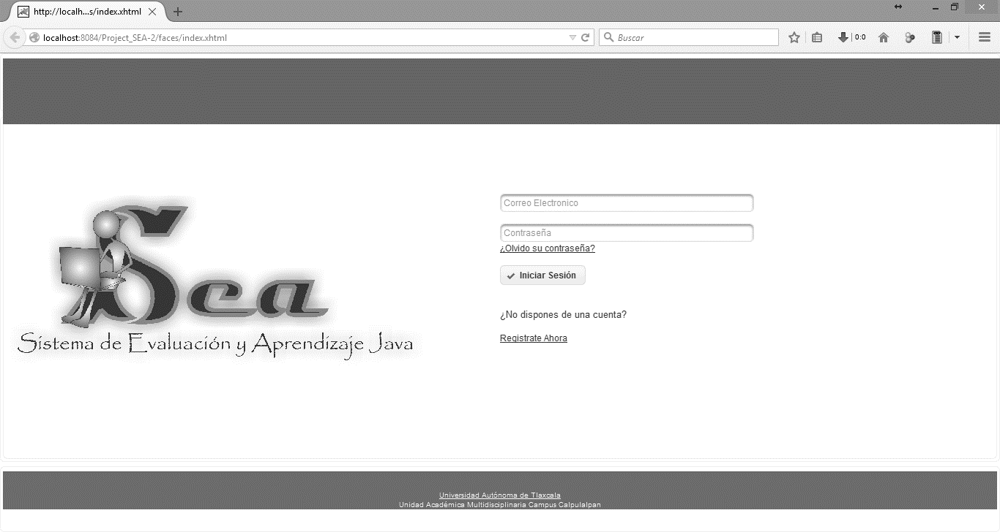 http://localh...s/index.xhtml
localhost:8084/Project_SEA-2/faces/index.xhtml
Buscar
0:0
Sea
Sistema de Evaluación y Aprendizaje Java
Correo Electronico
Contraseña
¿Olvido su contraseña?
Iniciar Sesión
¿No dispones de una cuenta?
Registrate Ahora
Universidad Autónoma de Tlaxcala
Unidad Académica Multidisciplinaria Campus Calpulalpan